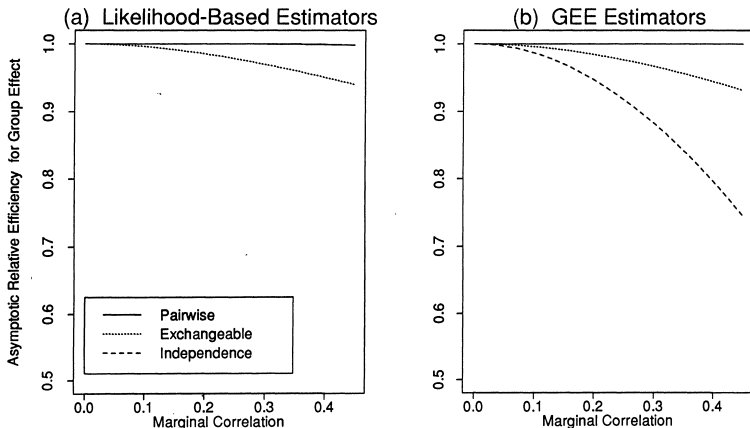 (a) Likelihood-Based Estimators
Asymptotic Relative Efficiency for Group Effect
1.0
0.9
0.8
0.7
0.6
0.5
Pairwise
Exchangeable
Independence
0.0 0.1 0.2 0.3 0.4
Marginal Correlation
(b) GEE Estimators
1.0
0.9
0.8
0.7
0.6
0.5
0.0 0.1 0.2 0.3 0.4
Marginal Correlation